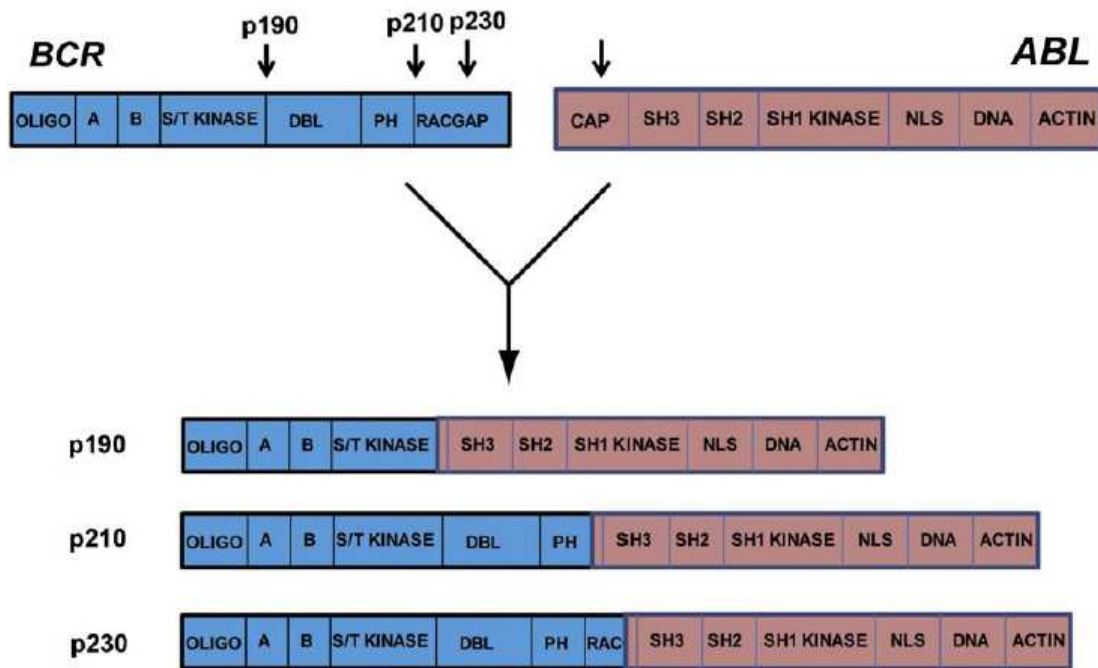 p190 p210 p230
BCR ABL
OLIGO A B S/T KINASE DBL PH RACGAP CAP SH3 SH2 SH1 KINASE NLS DNA ACTIN
p190 OLIGO A B S/T KINASE SH3 SH2 SH1 KINASE NLS DNA ACTIN
p210 OLIGO A B S/T KINASE DBL PH SH3 SH2 SH1 KINASE NLS DNA ACTIN
p230 OLIGO A B S/T KINASE DBL PH RAC SH3 SH2 SH1 KINASE NLS DNA ACTIN